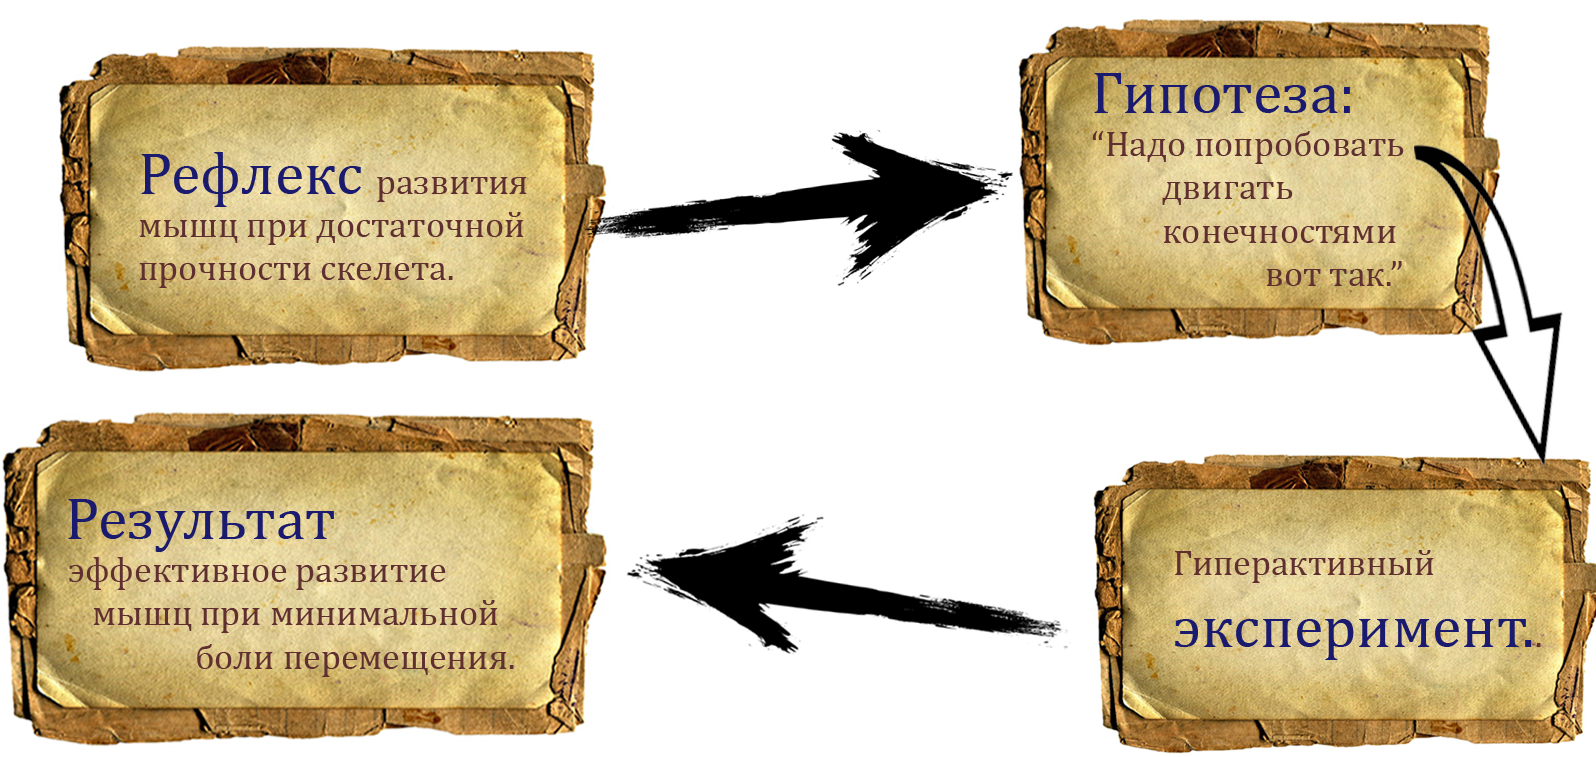 Рефлекс развития
мышц при достаточной
прочности скелета.
Гипотеза:
“Надо попробовать
двигать
конечностями
вот так.”
Гиперактивный
эксперимент..
Результат
эффективное развитие
мышц при минимальной
боли перемещения.